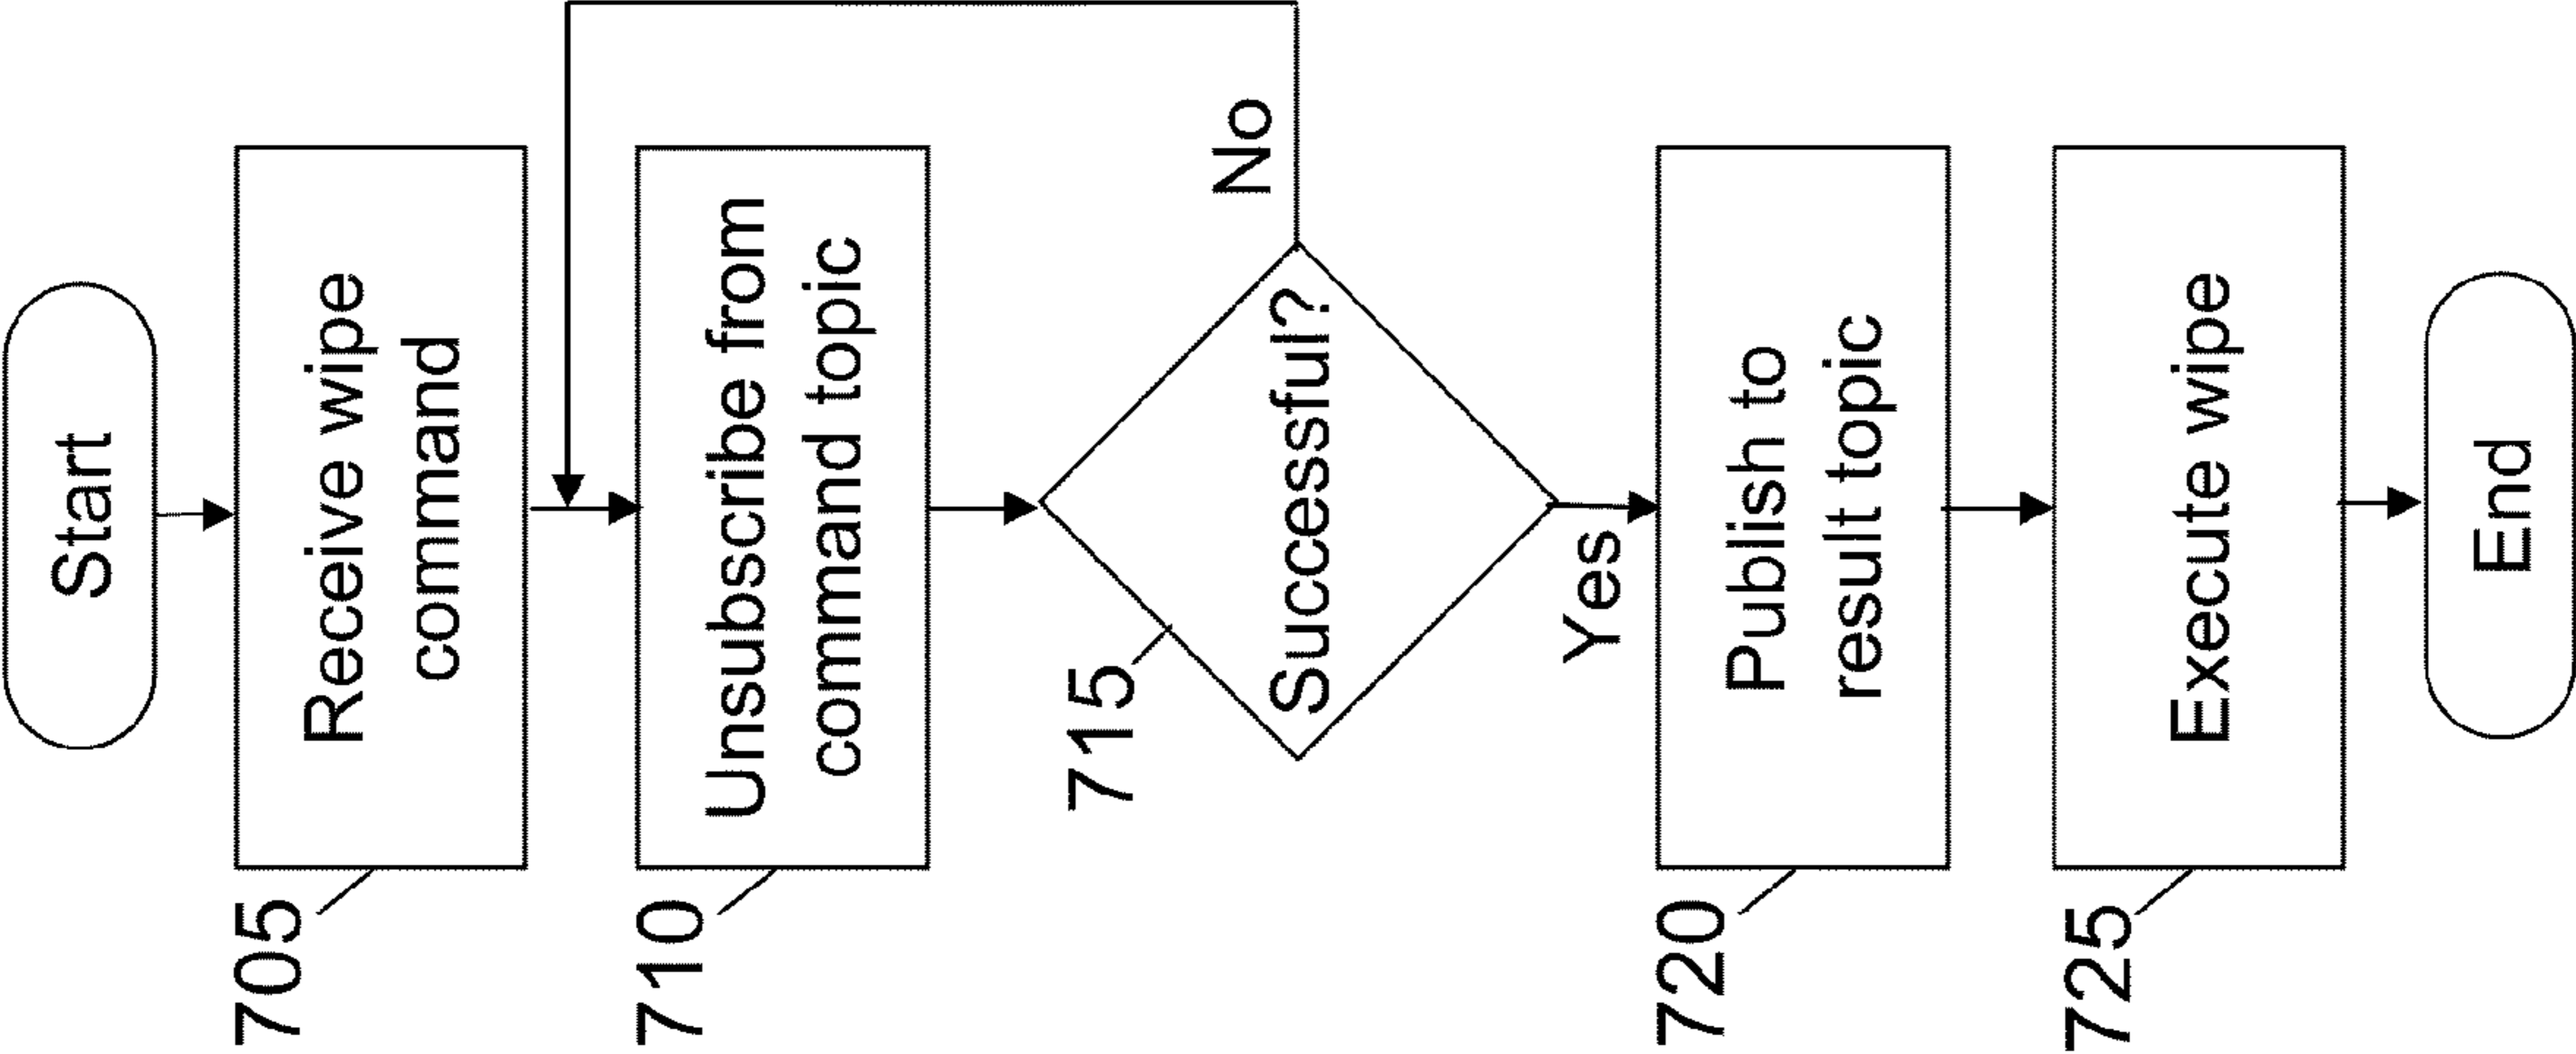 Start
705
Receive wipe
command
710
Unsubscribe from
command topic
715
Successful?
No
Yes
720
Publish to
result topic
725
Execute wipe
End